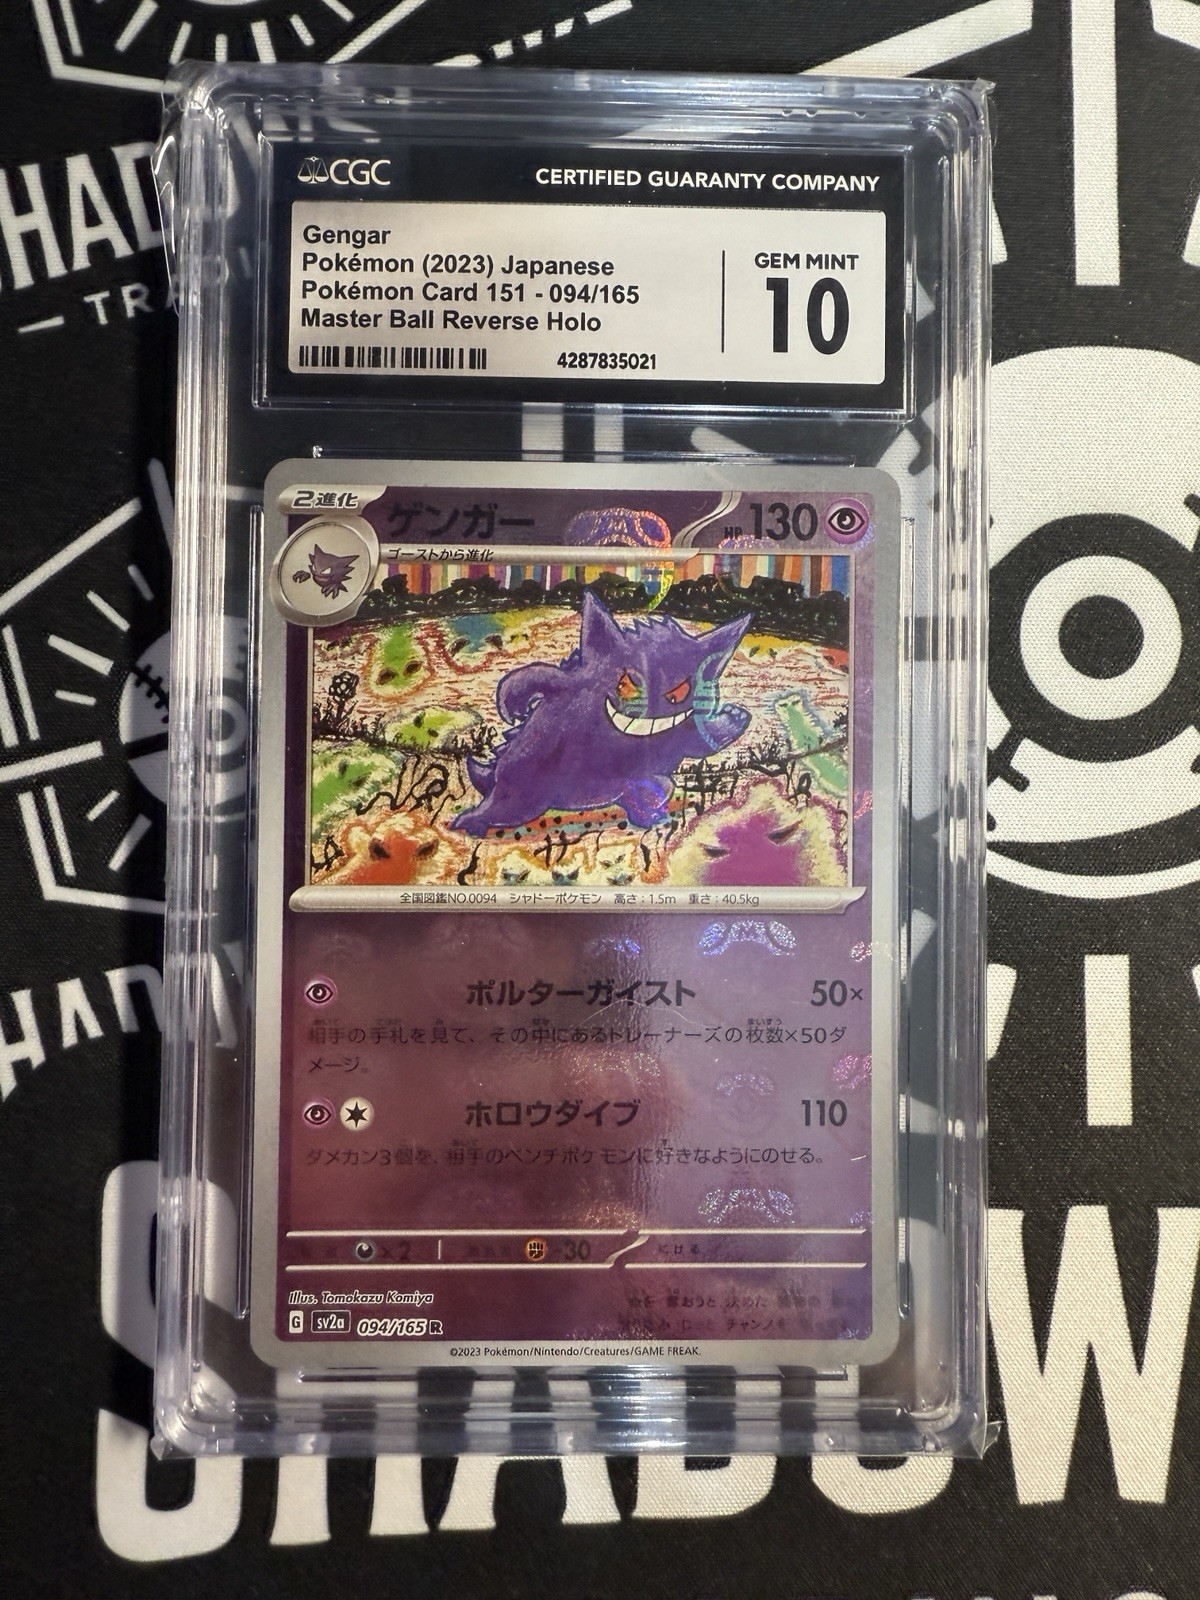 CGC
CERTIFIED GUARANTY COMPANY
Gengar
Pokémon (2023) Japanese
Pokémon Card 151 - 094/165
Master Ball Reverse Holo
4287835021
GEM MINT
10
2進化
ゲンガー
HP 130
ゴーストから進化
全国図鑑NO.0094 シャドーポケモン 高さ：1.5m 重さ：40.5kg
ポルターガイスト 50×
相手の手札を見て、その中にあるトレーナーズの枚数×50ダ
メージ。
ホロウダイブ 110
ダメカン3個を、相手のベンチポケモンに好きなようにのせる。
×2
-30
にげる
Illus. Tomokazu Komiya
G sv2a 094/165 R
©2023 Pokémon/Nintendo/Creatures/GAME FREAK.
SHADOW